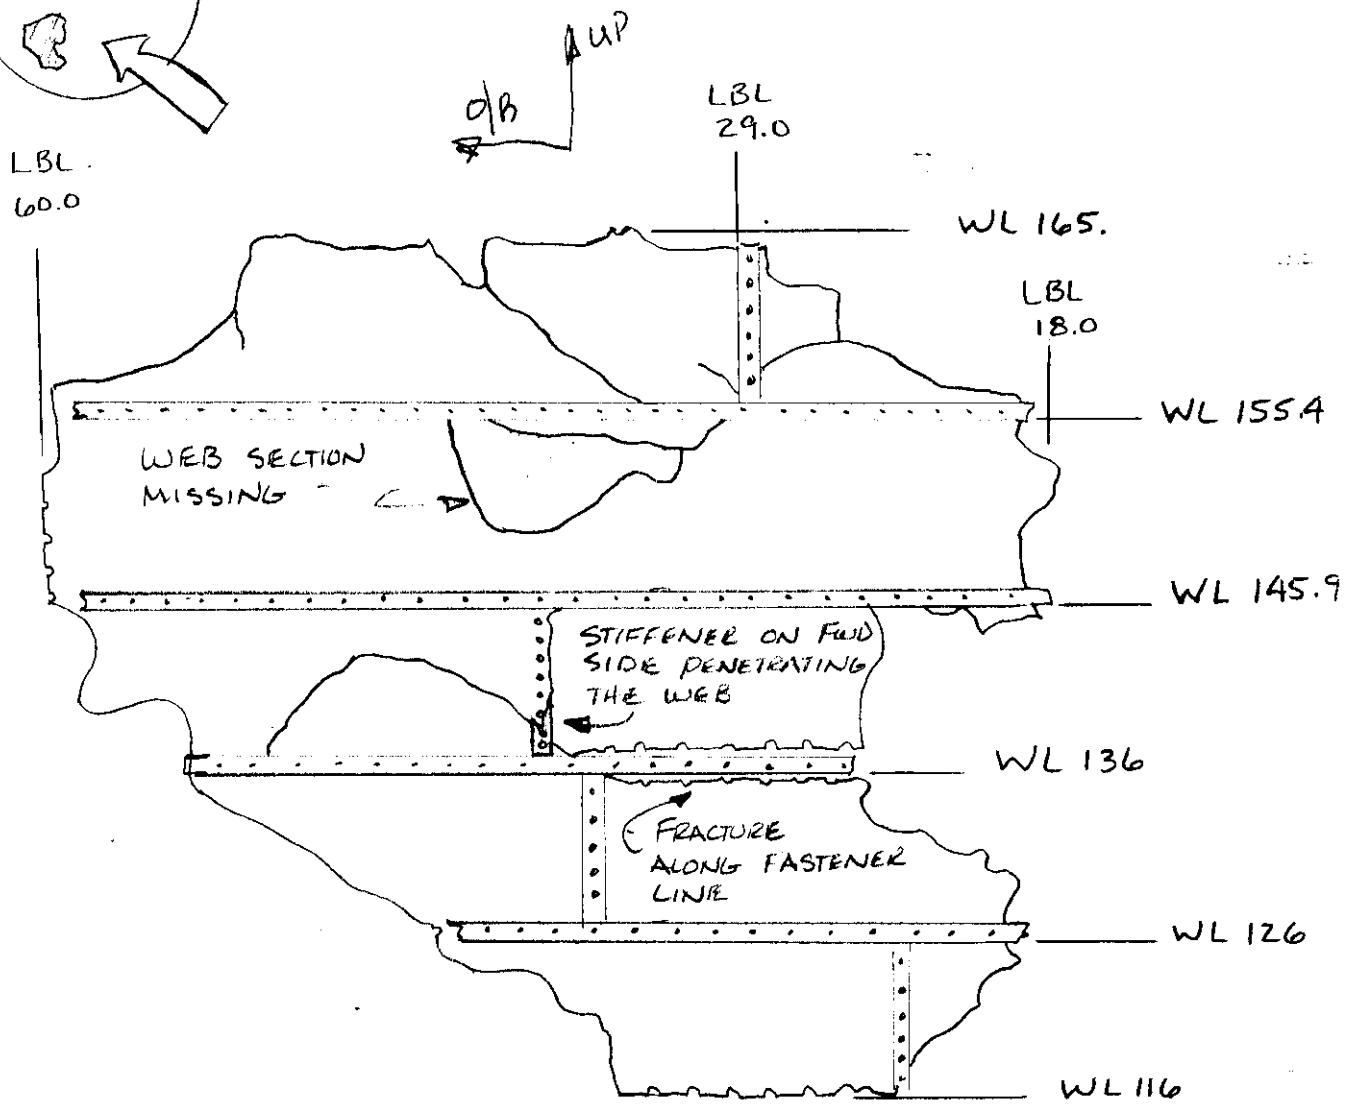 UP
O/B
LBL
29.0
LBL
60.0
WL 165.
LBL
18.0
WL 155.4
WEB SECTION
MISSING
WL 145.9
STIFFENER ON FWD
SIDE PENETRATING
THE WEB
WL 136
FRACTURE
ALONG FASTENER
LINE
WL 126
WL 116